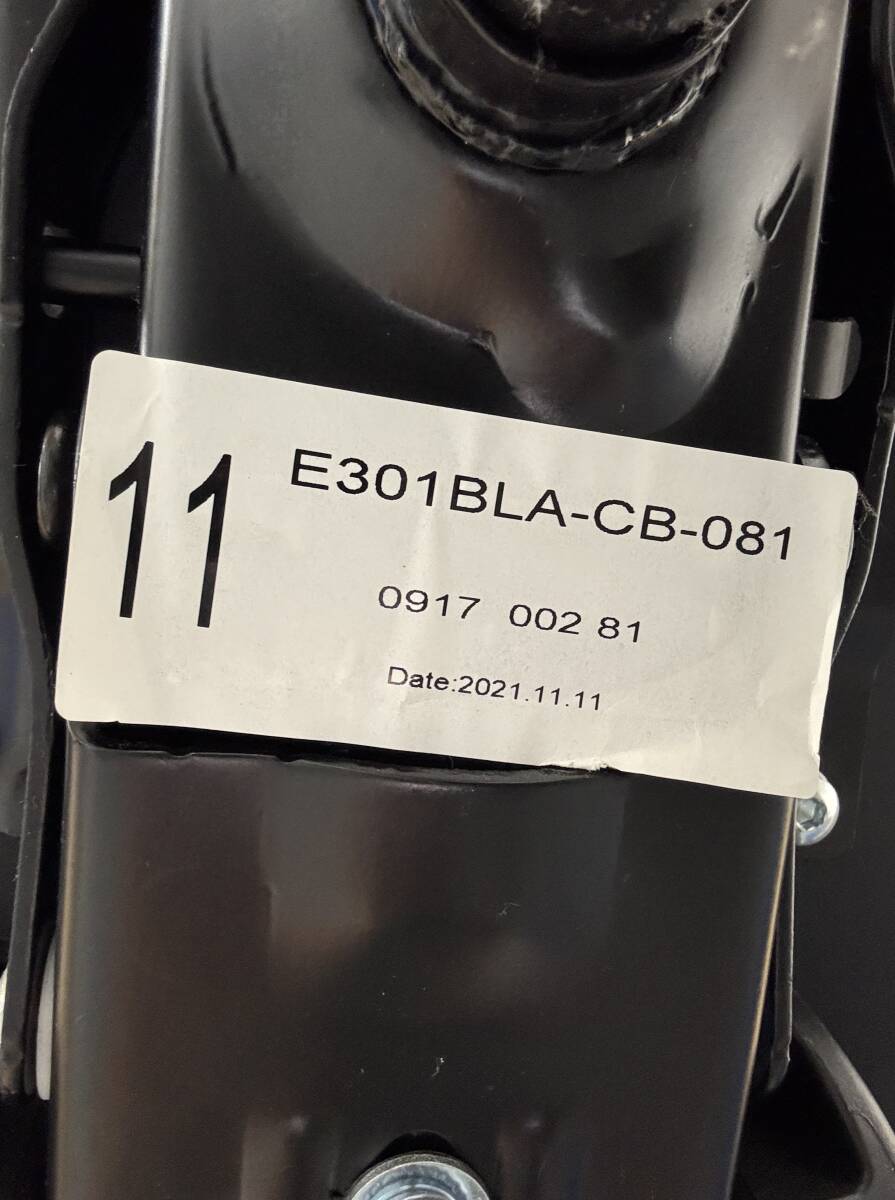 11
E301BLA-CB-081
0917 002 81
Date:2021.11.11